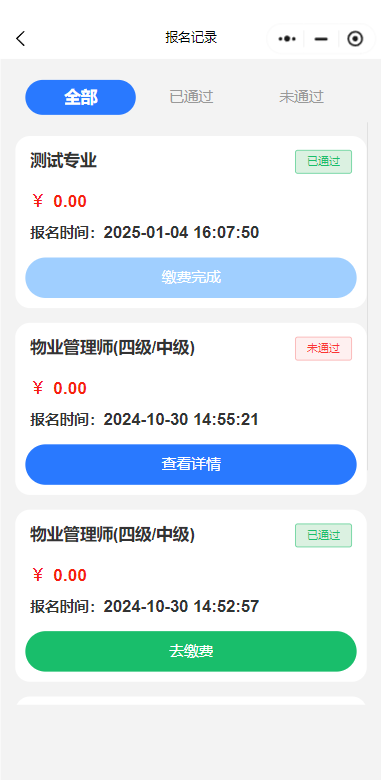 报名记录
全部 已通过 未通过
测试专业 已通过
￥ 0.00
报名时间：2025-01-04 16:07:50
缴费完成
物业管理师(四级/中级) 未通过
￥ 0.00
报名时间：2024-10-30 14:55:21
查看详情
物业管理师(四级/中级) 已通过
￥ 0.00
报名时间：2024-10-30 14:52:57
去缴费